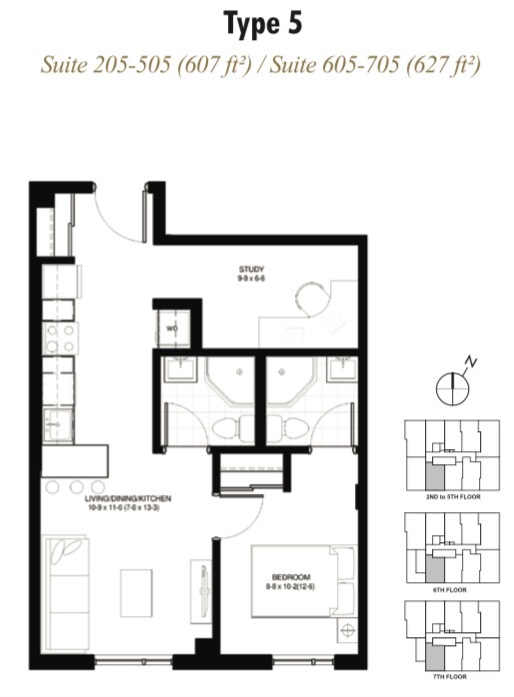 Type 5
Suite 205-505 (607 ft²) / Suite 605-705 (627 ft²)
STUDY
9-9 x 6-6
WD
LIVING/DINING/KITCHEN
10-9 x 11-0 (7-0 x 13-3)
BEDROOM
8-8 x 10-2(12-6)
N
2ND to 5TH FLOOR
6TH FLOOR
7TH FLOOR